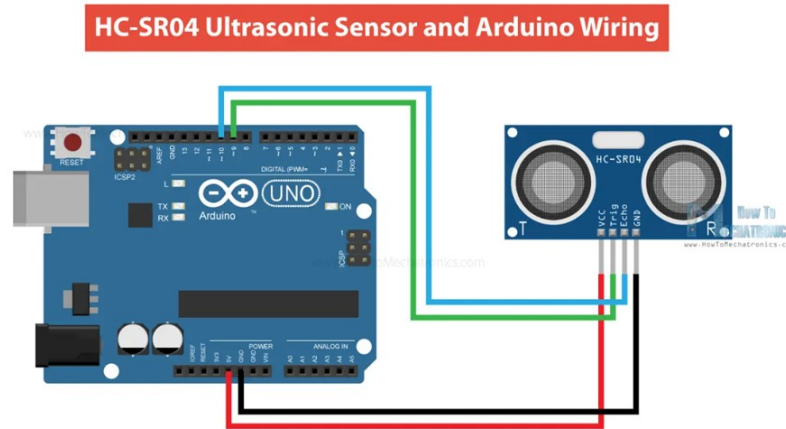 HC-SR04 Ultrasonic Sensor and Arduino Wiring
RESET
ICSP2
AREF
GND
13
12
~11
~10
~9
8
7
~6
~5
4
~3
2
TX0 ▶1
RX0 ◀0
DIGITAL (PWM=
L
TX
RX
Arduino
™
UNO
ON
1
ICSP
HC-SR04
VCC
Trig
Echo
GND
T
R
How To
MECHATRONICS
www.HowToMechatronics.c
POWER
ANALOG IN
IOREF
RESET
3V3
5V
GND
GND
VIN
A0
A1
A2
A3
A4
A5